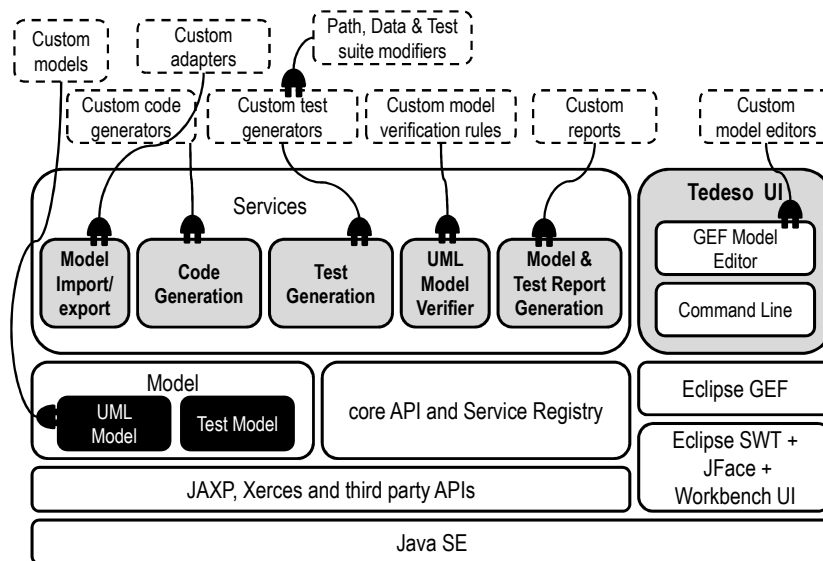 Custom
models
Custom
adapters
Path, Data & Test
suite modifiers
Custom code
generators
Custom test
generators
Custom model
verification rules
Custom
reports
Custom
model editors
Services
Model
Import/
export
Code
Generation
Test
Generation
UML
Model
Verifier
Model &
Test Report
Generation
Tedeso UI
GEF Model
Editor
Command Line
Model
UML
Model
Test Model
core API and Service Registry
Eclipse GEF
Eclipse SWT +
JFace +
Workbench UI
JAXP, Xerces and third party APIs
Java SE